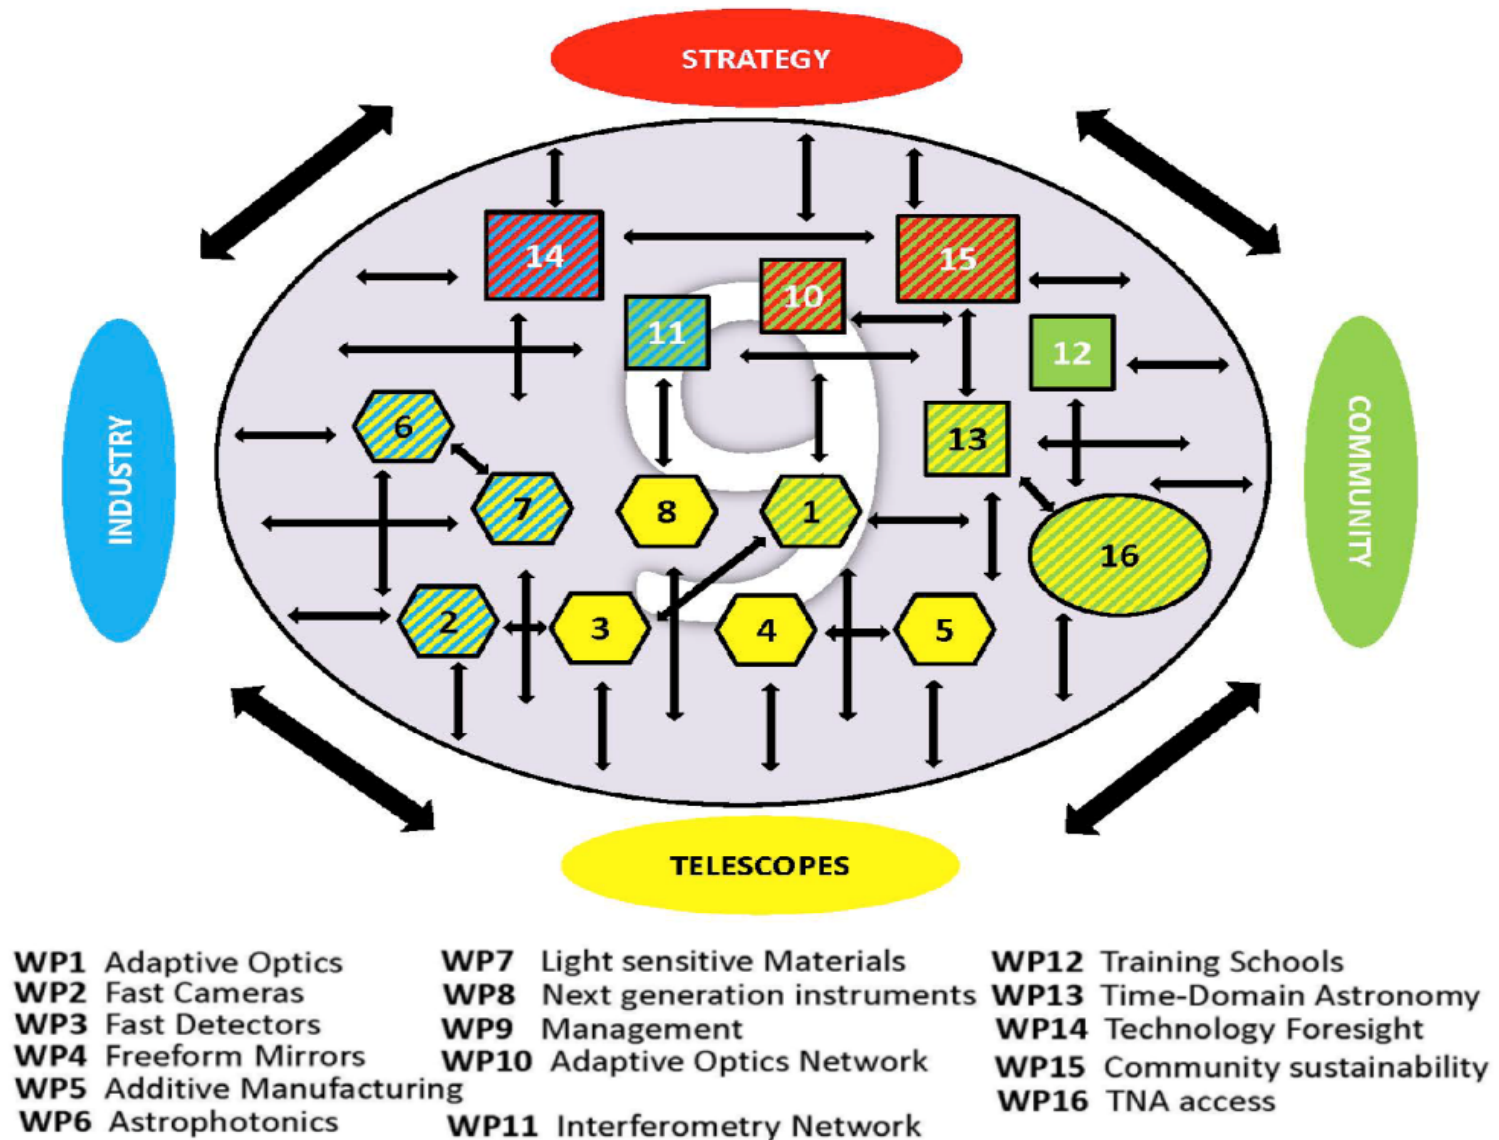 STRATEGY
14
15
10
11
12
INDUSTRY
COMMUNITY
6
13
7
8
1
9
16
2
3
4
5
TELESCOPES
WP1 Adaptive Optics
WP2 Fast Cameras
WP3 Fast Detectors
WP4 Freeform Mirrors
WP5 Additive Manufacturing
WP6 Astrophotonics
WP7 Light sensitive Materials
WP8 Next generation instruments
WP9 Management
WP10 Adaptive Optics Network
WP11 Interferometry Network
WP12 Training Schools
WP13 Time-Domain Astronomy
WP14 Technology Foresight
WP15 Community sustainability
WP16 TNA access